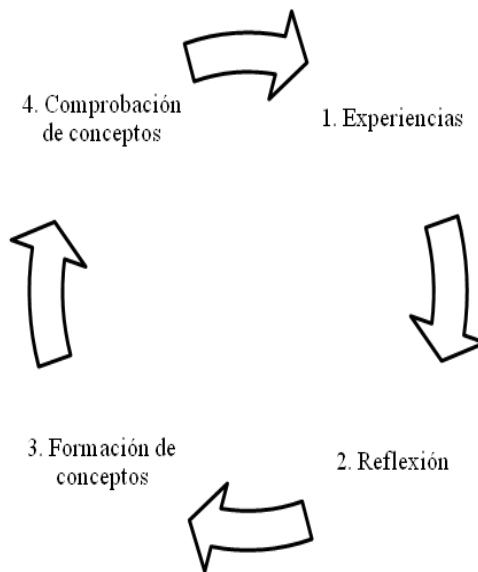 4. Comprobación
de conceptos
1. Experiencias
3. Formación de
conceptos
2. Reflexión